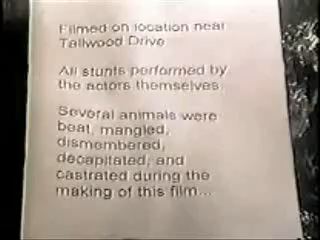 Filmed on location near
Tallwood Drive
All stunts performed by
the actors themselves.
Several animals were
beat, mangled,
dismembered,
decapitated, and
castrated during the
making of this film...